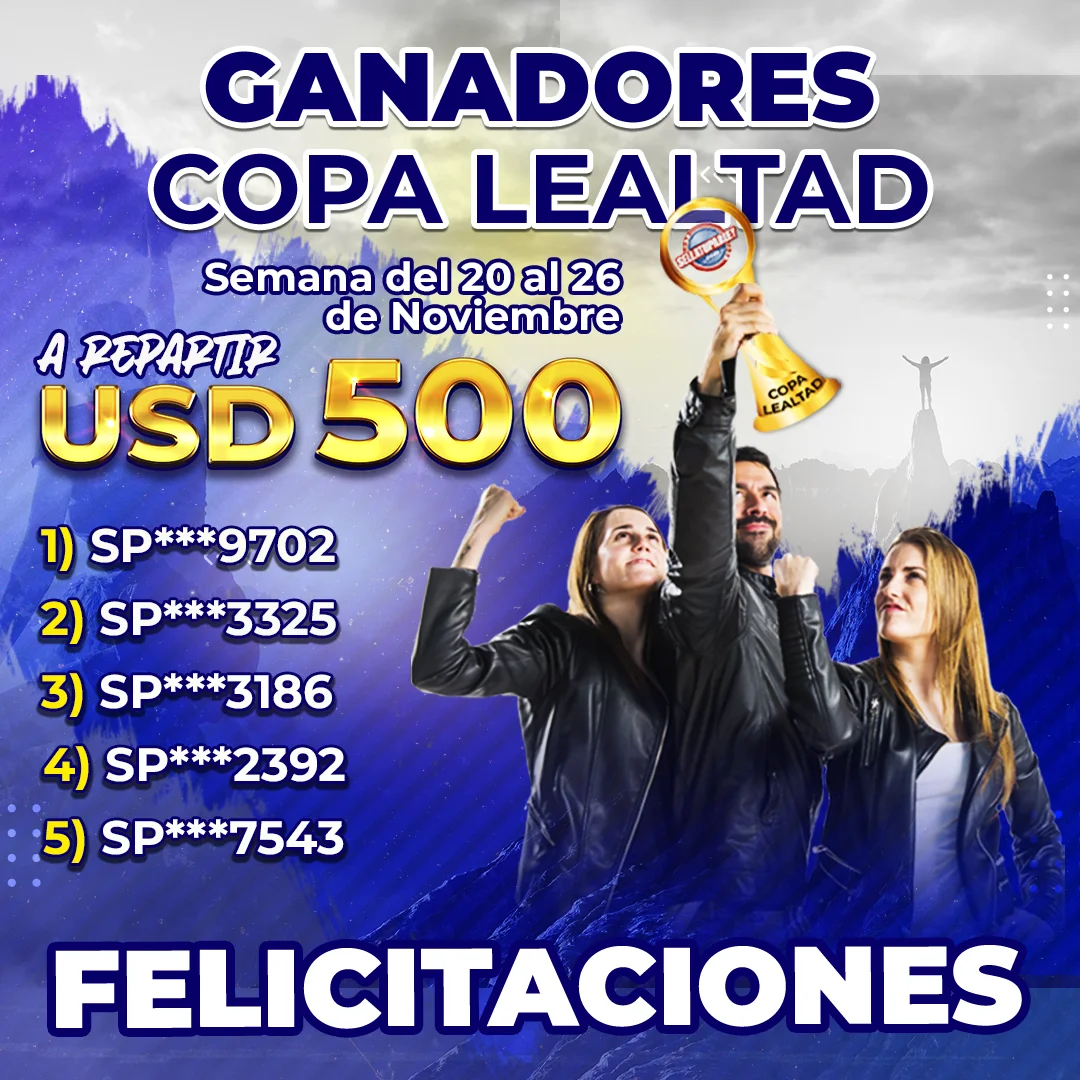 GANADORES
COPA LEALTAD
Semana del 20 al 26
de Noviembre
A REPARTIR
USD 500
SELLATUPARLEY
COPA
LEALTAD
1) SP***9702
2) SP***3325
3) SP***3186
4) SP***2392
5) SP***7543
FELICITACIONES